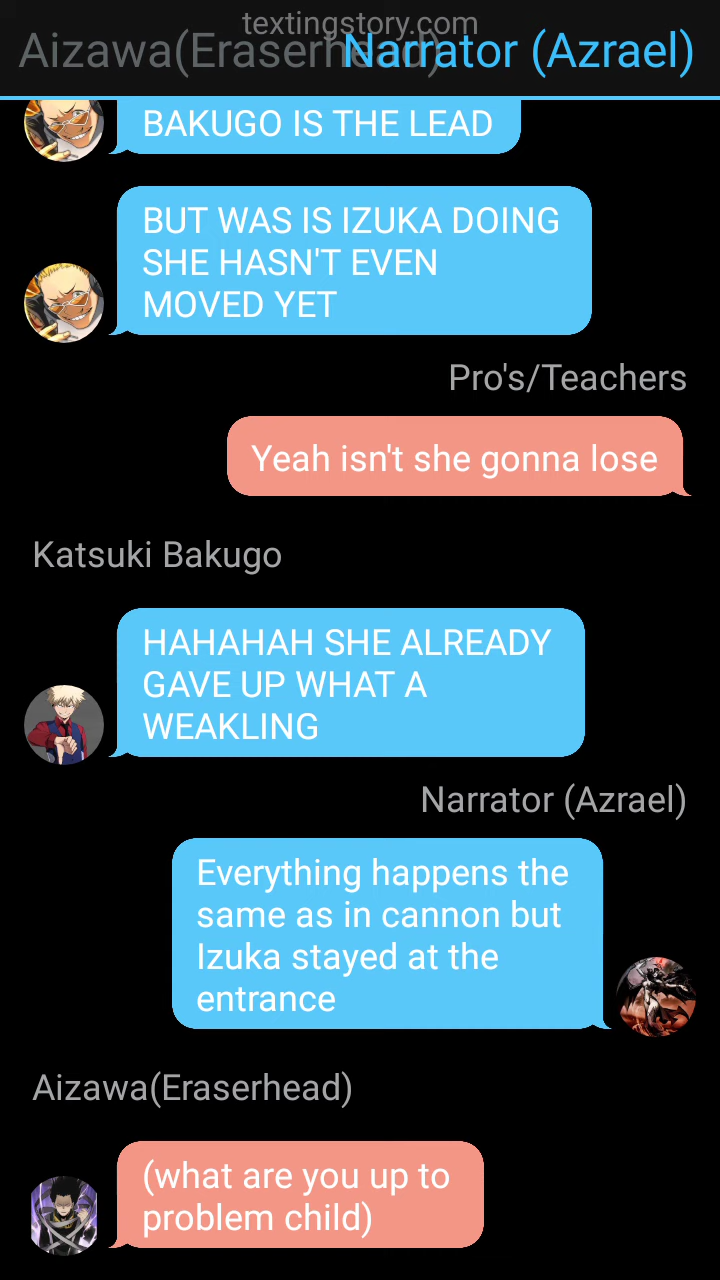 textingstory.com
Aizawa(Eraserhead)
Narrator (Azrael)
BAKUGO IS THE LEAD
BUT WAS IS IZUKA DOING
SHE HASN'T EVEN
MOVED YET
Pro's/Teachers
Yeah isn't she gonna lose
Katsuki Bakugo
HAHAHAH SHE ALREADY
GAVE UP WHAT A
WEAKLING
Narrator (Azrael)
Everything happens the
same as in cannon but
Izuka stayed at the
entrance
Aizawa(Eraserhead)
(what are you up to
problem child)